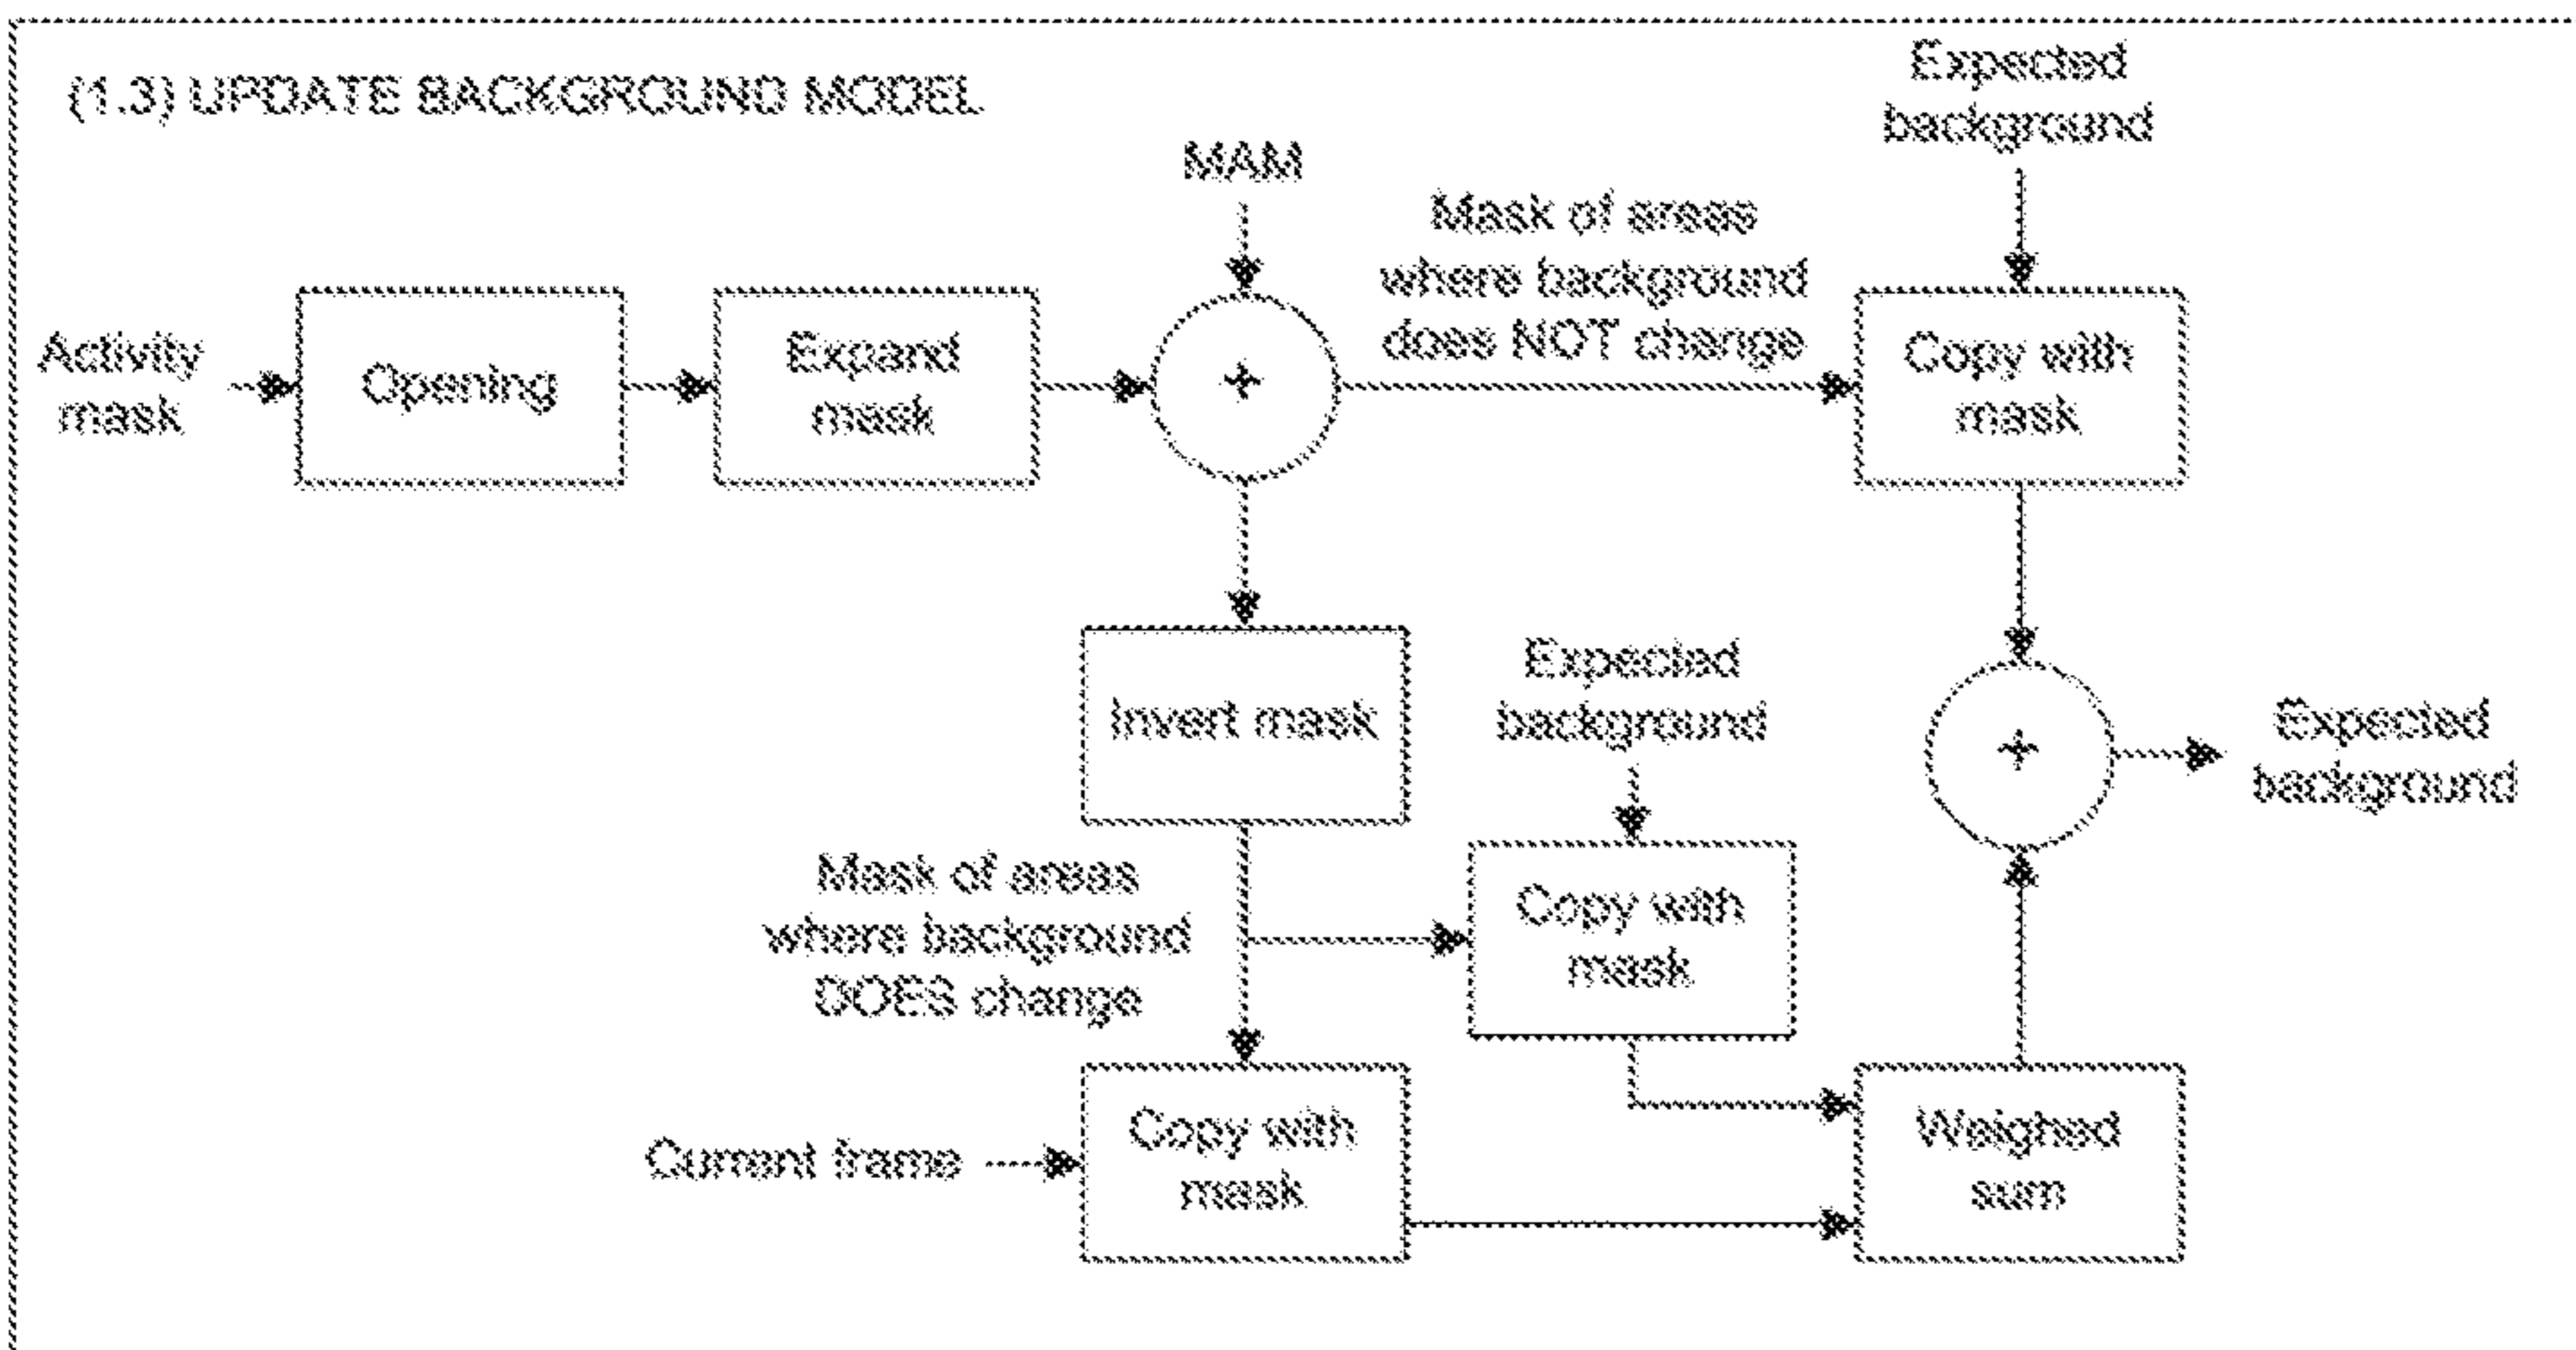 (1.3) UPDATE BACKGROUND MODEL
Expected
background
MAM
Mask of areas
where background
does NOT change
Activity
mask
Opening
Expand
mask
+
Copy with
mask
Invert mask
Expected
background
+
Expected
background
Mask of areas
where background
DOES change
Copy with
mask
Current frame
Copy with
mask
Weighed
sum